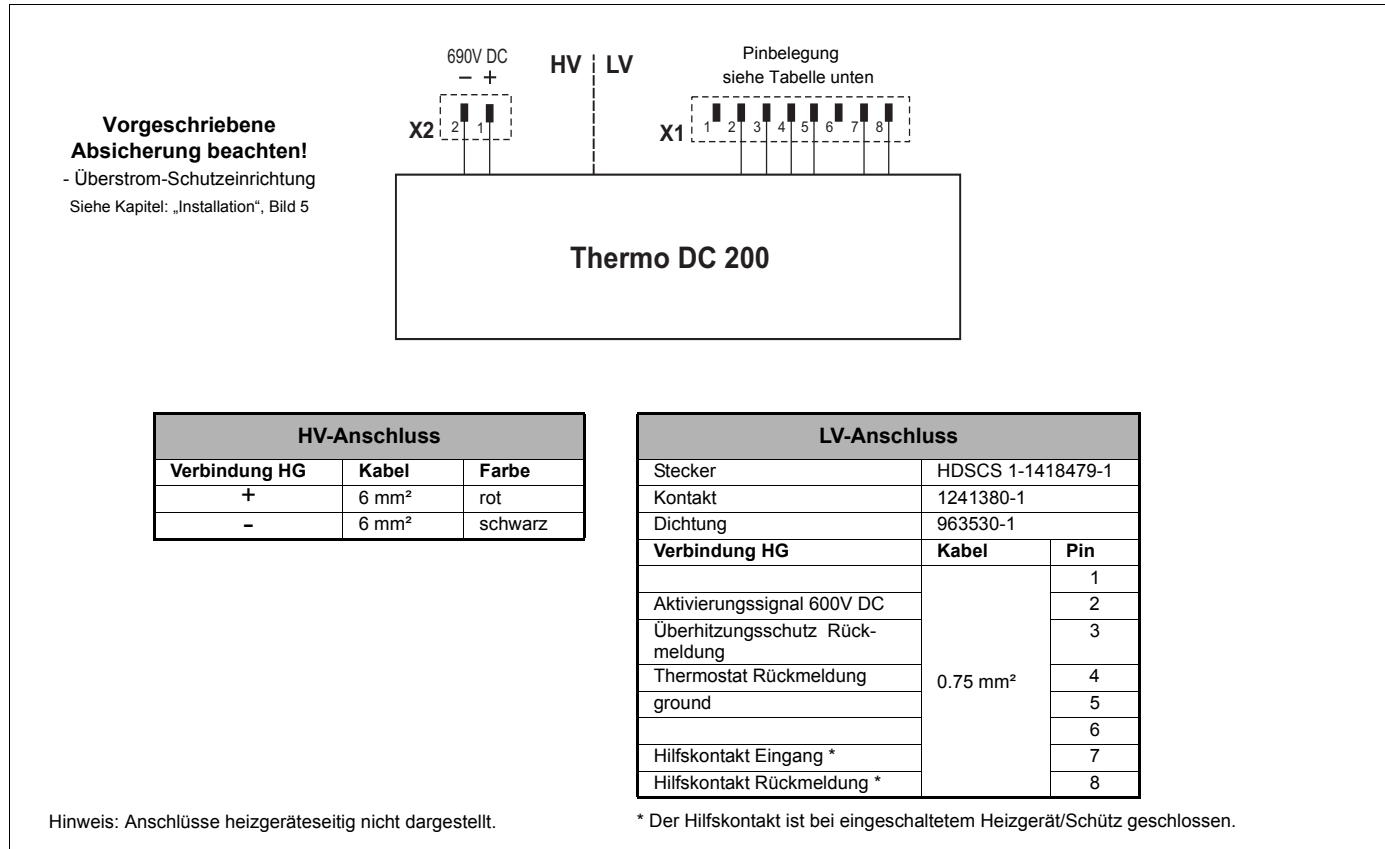 690V DC
– +
HV LV
Pinbelegung
siehe Tabelle unten
Vorgeschriebene
Absicherung beachten!
- Überstrom-Schutzeinrichtung
Siehe Kapitel: „Installation“, Bild 5
X2 2 1
X1 1 2 3 4 5 6 7 8
Thermo DC 200
HV-Anschluss
Verbindung HG Kabel Farbe
+ 6 mm² rot
- 6 mm² schwarz
LV-Anschluss
Stecker HDSCS 1-1418479-1
Kontakt 1241380-1
Dichtung 963530-1
Verbindung HG Kabel Pin
1
Aktivierungssignal 600V DC 2
Überhitzungsschutz Rück- 3
meldung
Thermostat Rückmeldung 0.75 mm² 4
ground 5
6
Hilfskontakt Eingang * 7
Hilfskontakt Rückmeldung * 8
Hinweis: Anschlüsse heizgeräteseitig nicht dargestellt.
* Der Hilfskontakt ist bei eingeschaltetem Heizgerät/Schütz geschlossen.